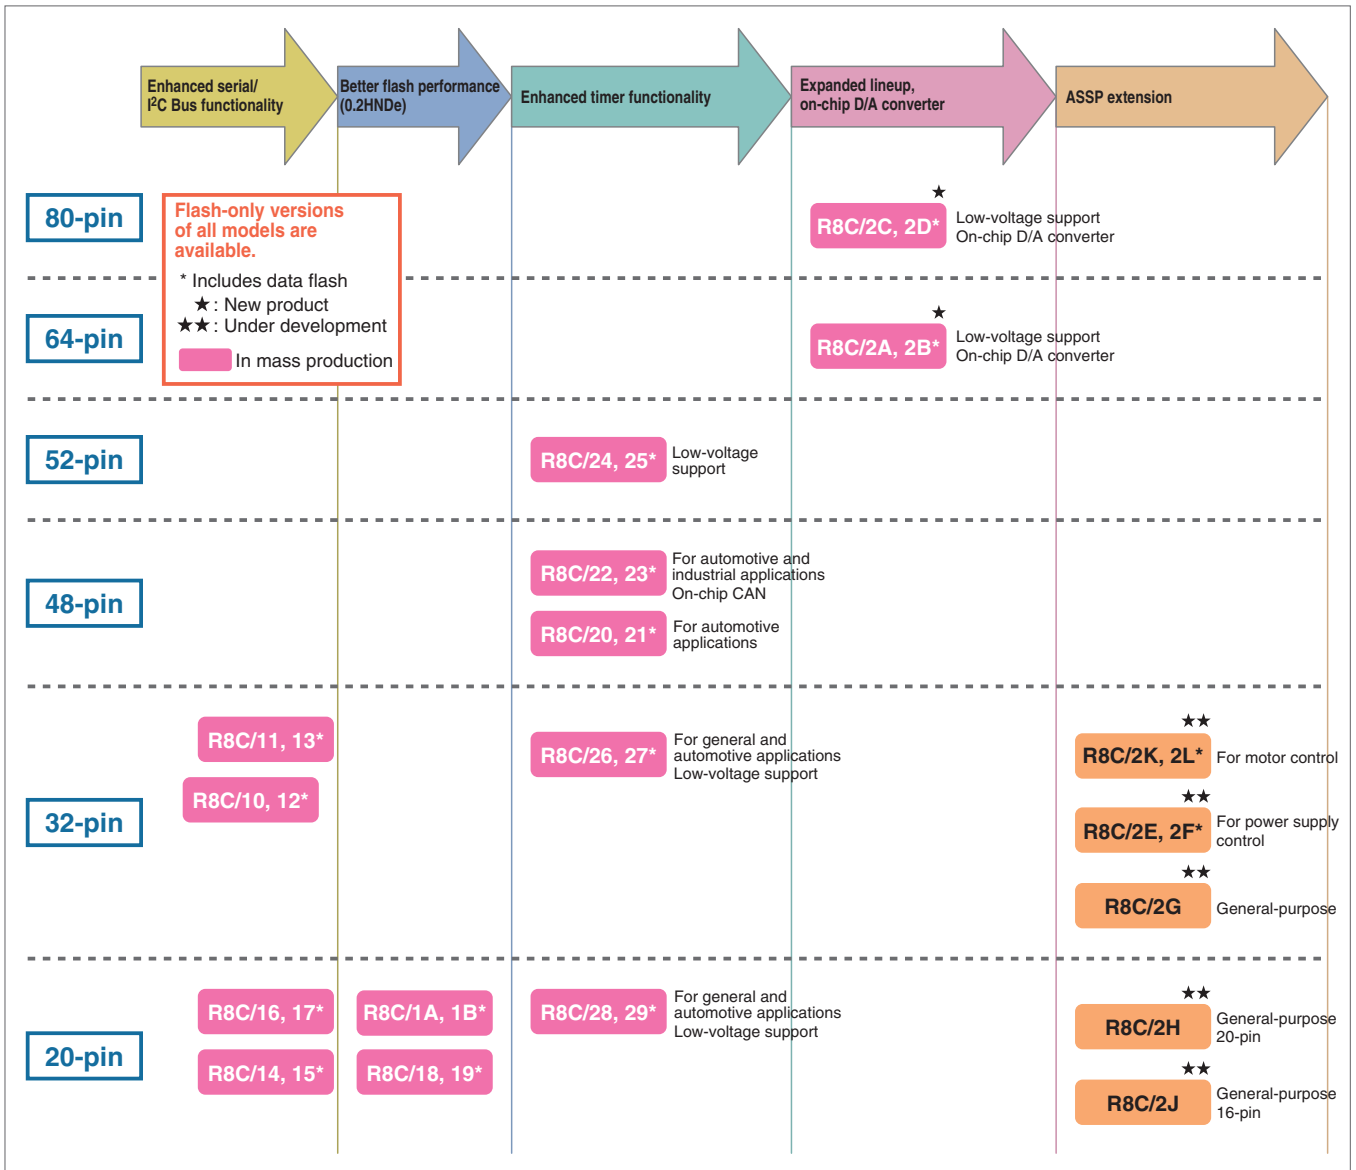 Enhanced serial/
I²C Bus functionality
Better flash performance
(0.2HNDe)
Enhanced timer functionality
Expanded lineup,
on-chip D/A converter
ASSP extension
80-pin
Flash-only versions
of all models are
available.
* Includes data flash
★: New product
★★: Under development
In mass production
★
R8C/2C, 2D*
Low-voltage support
On-chip D/A converter
64-pin
★
R8C/2A, 2B*
Low-voltage support
On-chip D/A converter
52-pin
R8C/24, 25*
Low-voltage
support
48-pin
R8C/22, 23*
For automotive and
industrial applications
On-chip CAN
R8C/20, 21*
For automotive
applications
32-pin
R8C/11, 13*
R8C/10, 12*
R8C/26, 27*
For general and
automotive applications
Low-voltage support
★★
R8C/2K, 2L*
For motor control
★★
R8C/2E, 2F*
For power supply
control
★★
R8C/2G
General-purpose
20-pin
R8C/16, 17*
R8C/14, 15*
R8C/1A, 1B*
R8C/18, 19*
R8C/28, 29*
For general and
automotive applications
Low-voltage support
★★
R8C/2H
General-purpose
20-pin
★★
R8C/2J
General-purpose
16-pin